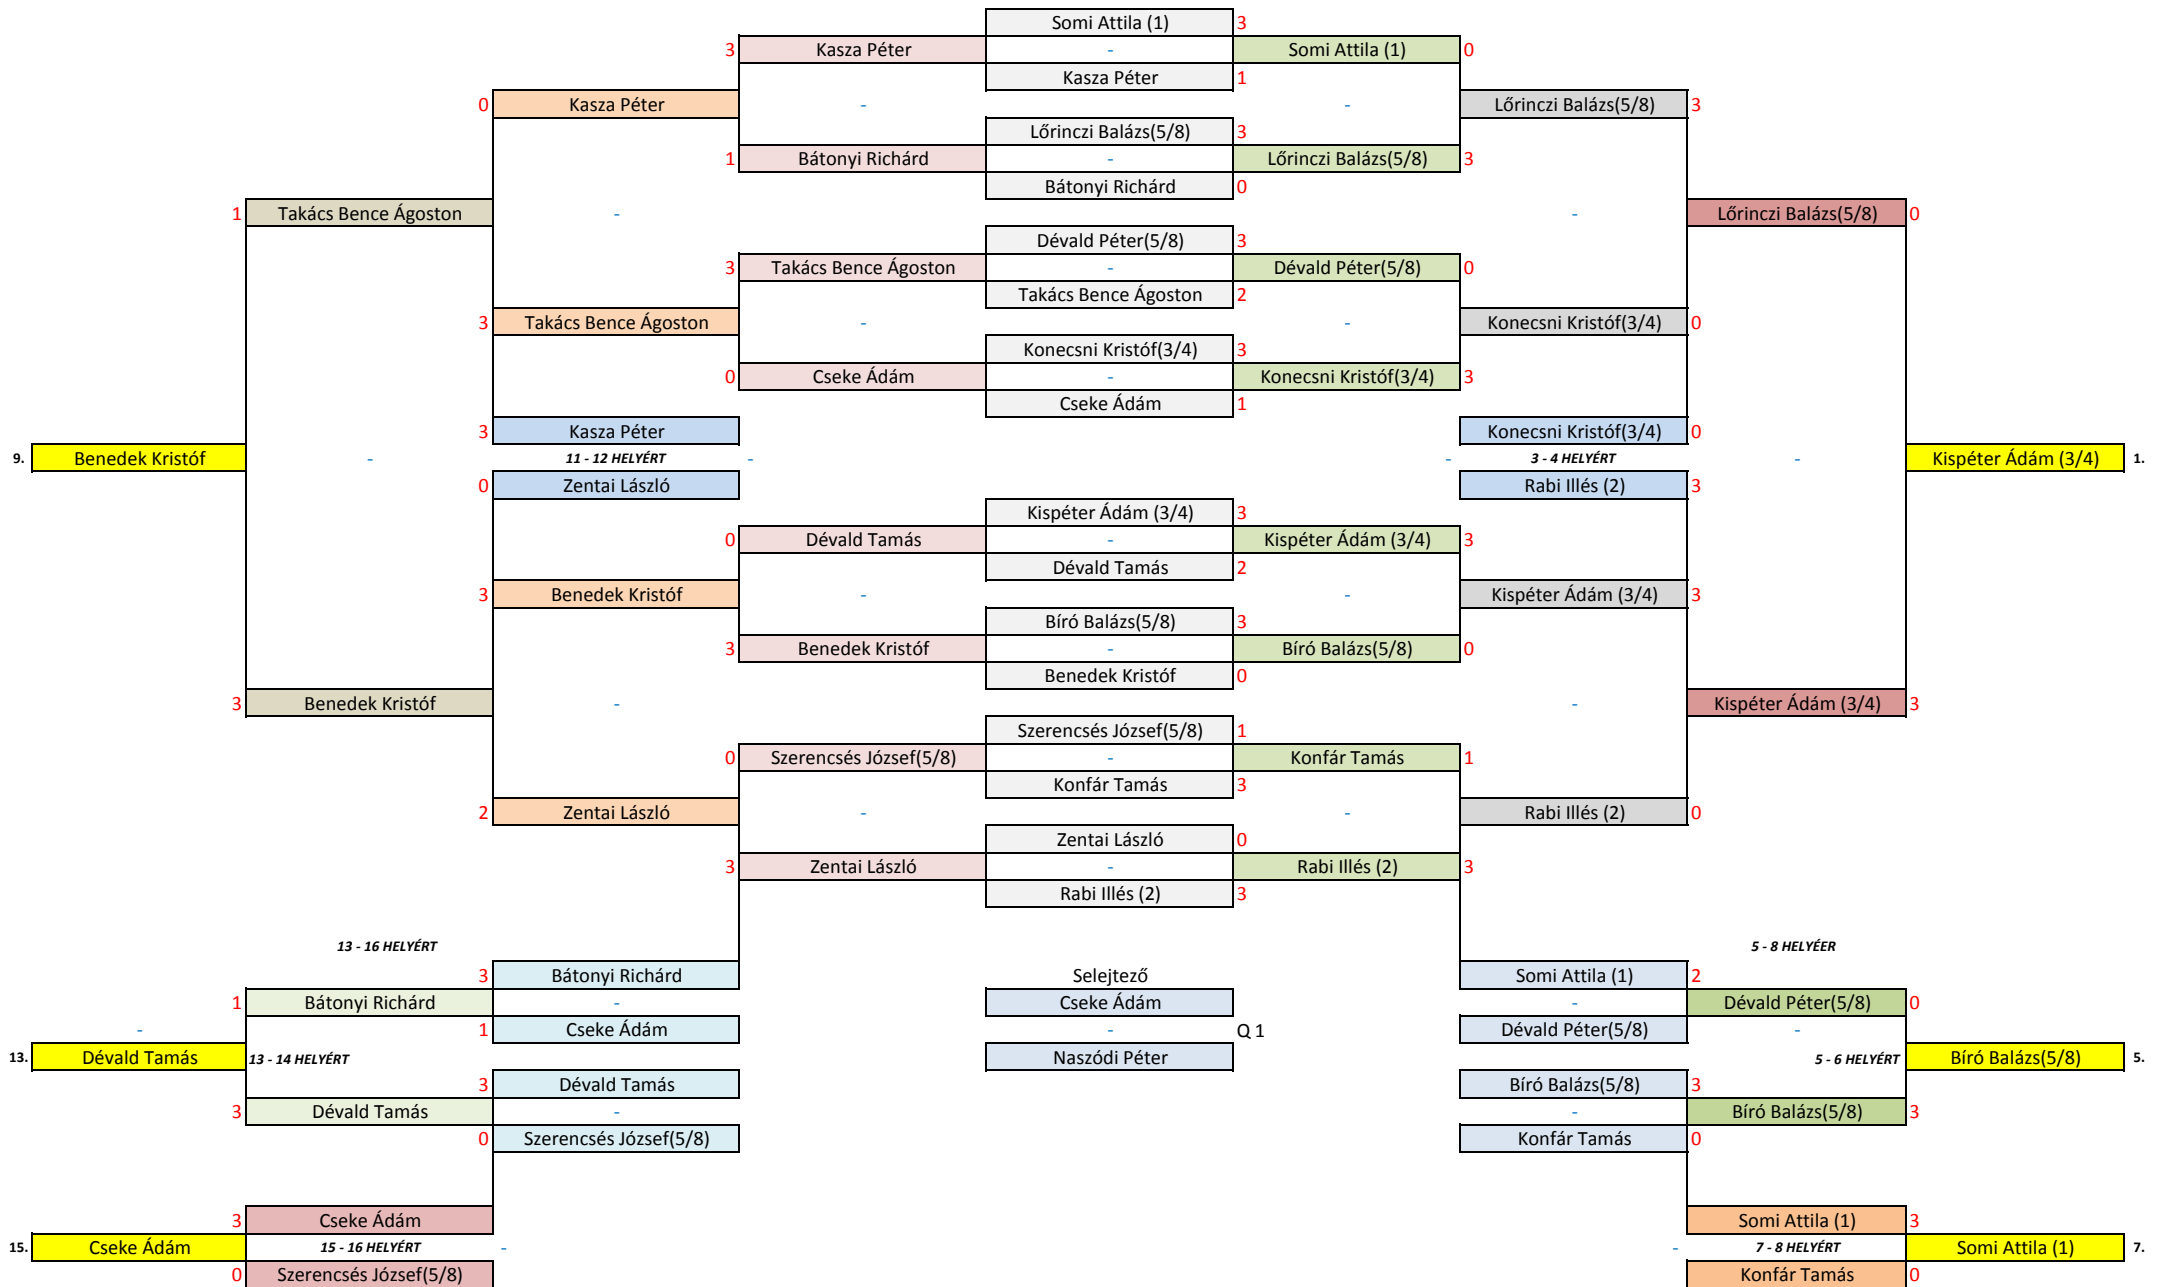 Somi Attila (1) 3
3 Kasza Péter - Somi Attila (1) 0
Kasza Péter 1
0 Kasza Péter - - Lőrinczi Balázs(5/8) 3
Lőrinczi Balázs(5/8) 3
1 Bátonyi Richárd - Lőrinczi Balázs(5/8) 3
Bátonyi Richárd 0
1 Takács Bence Ágoston - - Lőrinczi Balázs(5/8) 0
Dévald Péter(5/8) 3
3 Takács Bence Ágoston - Dévald Péter(5/8) 0
Takács Bence Ágoston 2
3 Takács Bence Ágoston - - Konecsni Kristóf(3/4) 0
Konecsni Kristóf(3/4) 3
0 Cseke Ádám - Konecsni Kristóf(3/4) 3
Cseke Ádám 1
3 Kasza Péter Konecsni Kristóf(3/4) 0
9. Benedek Kristóf - 11 - 12 HELYÉRT - - 3 - 4 HELYÉRT - Kispéter Ádám (3/4) 1.
0 Zentai László Rabi Illés (2) 3
Kispéter Ádám (3/4) 3
0 Dévald Tamás - Kispéter Ádám (3/4) 3
Dévald Tamás 2
3 Benedek Kristóf - - Kispéter Ádám (3/4) 3
Bíró Balázs(5/8) 3
3 Benedek Kristóf - Bíró Balázs(5/8) 0
Benedek Kristóf 0
3 Benedek Kristóf - - Kispéter Ádám (3/4) 3
Szerencsés József(5/8) 1
0 Szerencsés József(5/8) - Konfár Tamás 1
Konfár Tamás 3
2 Zentai László - - Rabi Illés (2) 0
Zentai László 0
3 Zentai László - Rabi Illés (2) 3
Rabi Illés (2) 3
13 - 16 HELYÉRT 5 - 8 HELYÉER
3 Bátonyi Richárd Selejtező Somi Attila (1) 2
1 Bátonyi Richárd - Cseke Ádám - Dévald Péter(5/8) 0
- 1 Cseke Ádám - Q 1 Dévald Péter(5/8) -
13. Dévald Tamás 13 - 14 HELYÉRT Naszódi Péter 5 - 6 HELYÉRT Bíró Balázs(5/8) 5.
3 Dévald Tamás Bíró Balázs(5/8) 3
3 Dévald Tamás - - Bíró Balázs(5/8) 3
0 Szerencsés József(5/8) Konfár Tamás 0
3 Cseke Ádám Somi Attila (1) 3
15. Cseke Ádám 15 - 16 HELYÉRT - - 7 - 8 HELYÉRT Somi Attila (1) 7.
0 Szerencsés József(5/8) Konfár Tamás 0